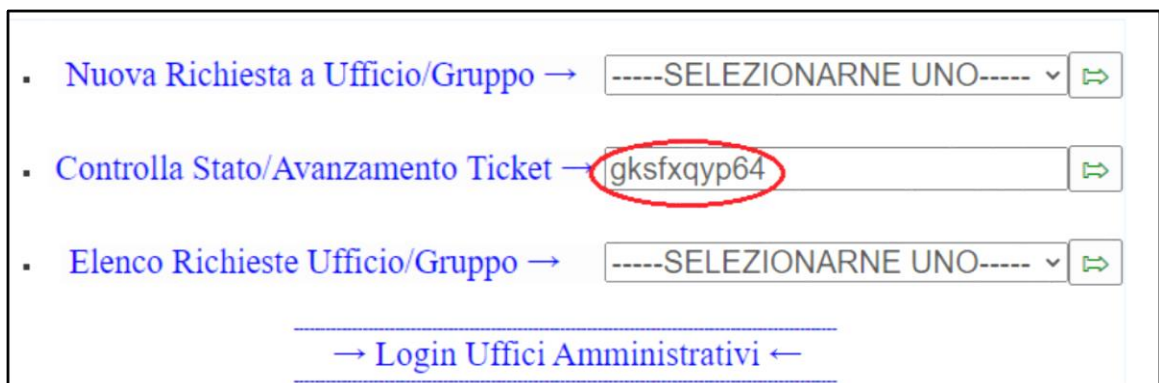 ▪ Nuova Richiesta a Ufficio/Gruppo → -----SELEZIONARNE UNO-----
▪ Controlla Stato/Avanzamento Ticket → gksfxqyp64
▪ Elenco Richieste Ufficio/Gruppo → -----SELEZIONARNE UNO-----
→ Login Uffici Amministrativi ←